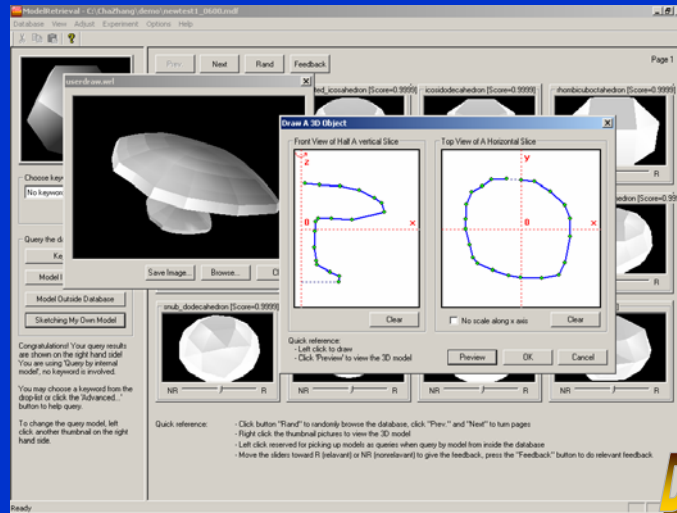 ModelRetrieval - C:\ChaZhang\demo\newtest1_0600.mdf
Database View Adjust Experiment Options Help
Prev Next Rand Feedback Page 1
userdraw.wrl
ted_icosahedron [Score=0.9999] icosidodecahedron [Score=0.9999] rhombicuboctahedron [Score=0.9999]
Draw A 3D Object
Front View of Half A vertical Slice Top View of A Horizontal Slice
z y
R
0 x 0 x
Choose key
No keyword
Query the d
Save Image... Browse...
Model Outside Database
Sketching My Own Model
snub_dodecahedron [Score=0.9999]
Clear No scale along x axis Clear
Quick reference:
- Left click to draw
- Click 'Preview' to view the 3D model
Preview OK Cancel
NR R NR R NR R NR R
Congratulations! Your query results
are shown on the right hand side!
You are using 'Query by internal
model', no keyword is involved.
You may choose a keyword from the
drop-list or click the 'Advanced...'
button to help query.
To change the query model, left
click another thumbnail on the right
hand side.
Quick reference: - Click button "Rand" to randomly browse the database, click "Prev." and "Next" to turn pages
- Right click the thumbnail pictures to view the 3D model
- Left click reserved for picking up models as queries when query by model from inside the database
- Move the sliders toward R (relavant) or NR (nonrelavant) to give the feedback, press the "Feedback" button to do relevant feedback
Ready